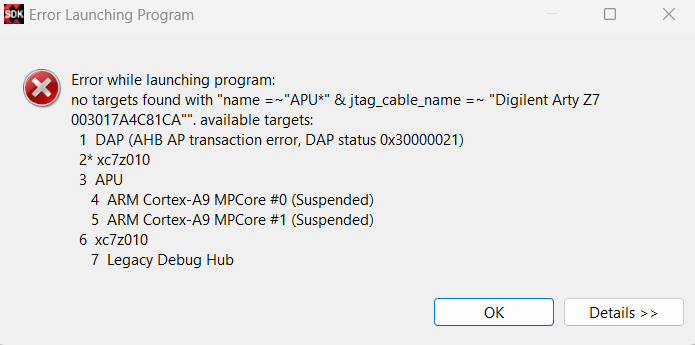 SDK Error Launching Program
Error while launching program:
no targets found with "name =~"APU*" & jtag_cable_name =~ "Digilent Arty Z7
003017A4C81CA"". available targets:
1 DAP (AHB AP transaction error, DAP status 0x30000021)
2* xc7z010
3 APU
4 ARM Cortex-A9 MPCore #0 (Suspended)
5 ARM Cortex-A9 MPCore #1 (Suspended)
6 xc7z010
7 Legacy Debug Hub
OK
Details >>